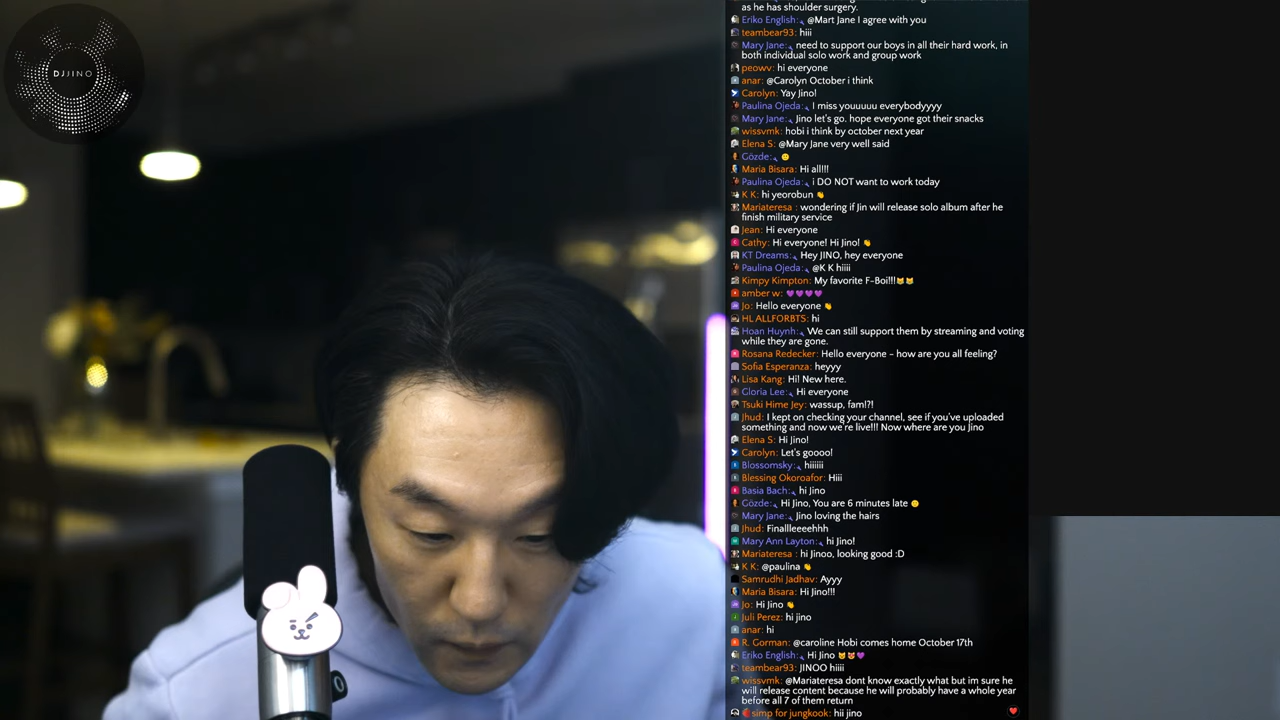 DJJINO
as he has shoulder surgery.
Eriko English: @Mart Jane I agree with you
teambear93: hiii
Mary Jane: need to support our boys in all their hard work, in
both individual solo work and group work
peowv: hi everyone
anar: @Carolyn October i think
Carolyn: Yay Jino!
Paulina Ojeda: I miss youuuuu everybodyyyy
Mary Jane: Jino let's go. hope everyone got their snacks
wissvmk: hobi i think by october next year
Elena S: @Mary Jane very well said
Gözde: 🙂
Maria Bisara: Hi all!!!
Paulina Ojeda: i DO NOT want to work today
K K: hi yeorobun 👋
Mariateresa : wondering if Jin will release solo album after he
finish military service
Jean: Hi everyone
Cathy: Hi everyone! Hi Jino! 👋
KT Dreams: Hey JINO, hey everyone
Paulina Ojeda: @K K hiiii
Kimpy Kimpton: My favorite F-Boi!!!😹😹
amber w: 💜💜💜💜
Jo: Hello everyone 👋
HL ALLFORBTS: hi
Hoan Huynh: We can still support them by streaming and voting
while they are gone.
Rosana Redecker: Hello everyone - how are you all feeling?
Sofia Esperanza: heyyy
Lisa Kang: Hi! New here.
Gloria Lee: Hi everyone
Tsuki Hime Jey: wassup, fam!?!
Jhud: I kept on checking your channel, see if you've uploaded
something and now we re live!!! Now where are you Jino
Elena S: Hi Jino!
Carolyn: Let's goooo!
Blossomsky: hiiiiii
Blessing Okoroafor: Hiii
Basia Bach: hi Jino
Gözde: Hi Jino, You are 6 minutes late 🙂
Mary Jane: Jino loving the hairs
Jhud: Finallleeeehhh
Mary Ann Layton: hi Jino!
Mariateresa : hi Jinoo, looking good :D
K K: @paulina 👋
Samrudhi Jadhav: Ayyy
Maria Bisara: Hi Jino!!!
Jo: Hi Jino 👋
Juli Perez: hi jino
anar: hi
R. Gorman: @caroline Hobi comes home October 17th
Eriko English: Hi Jino 😹🐯💜
teambear93: JINOO hiiii
wissvmk: @Mariateresa dont know exactly what but im sure he
will release content because he will probably have a whole year
before all 7 of them return
simp for jungkook: hii jino